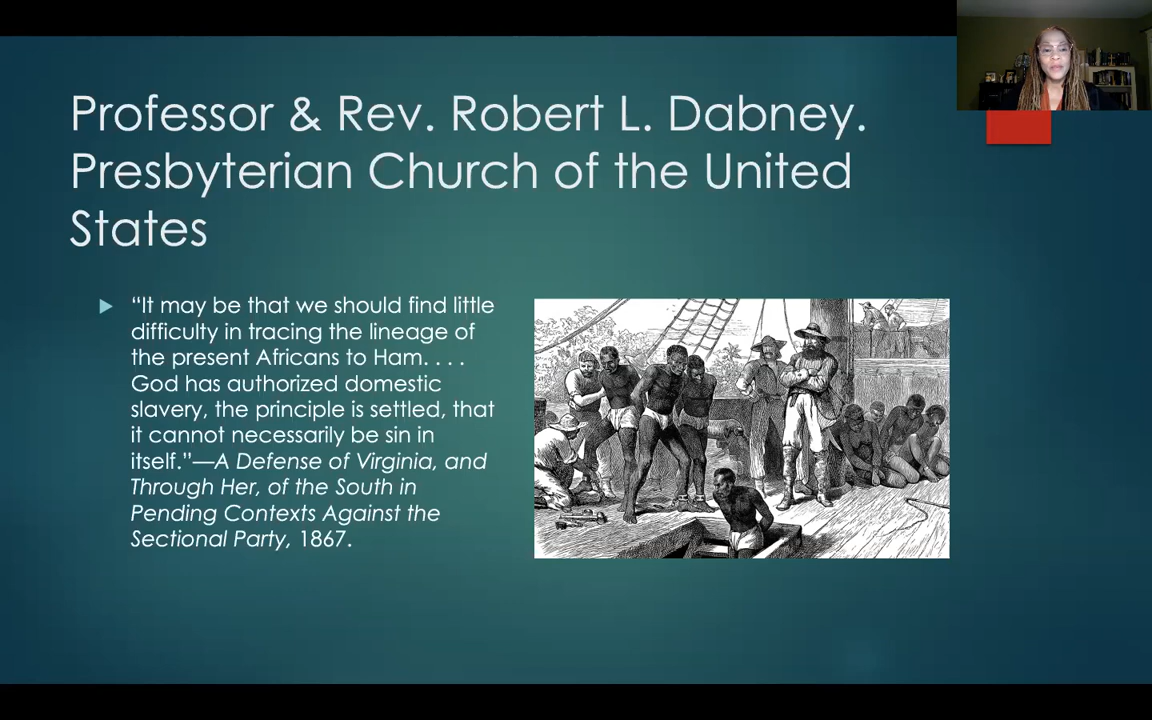 Professor & Rev. Robert L. Dabney.
Presbyterian Church of the United
States
“It may be that we should find little
difficulty in tracing the lineage of
the present Africans to Ham. . . .
God has authorized domestic
slavery, the principle is settled, that
it cannot necessarily be sin in
itself.”—A Defense of Virginia, and
Through Her, of the South in
Pending Contexts Against the
Sectional Party, 1867.